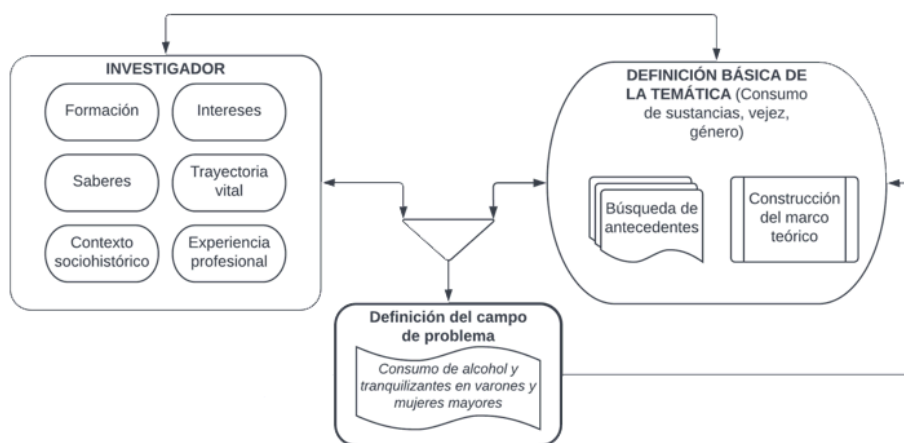 INVESTIGADOR
Formación
Intereses
Saberes
Trayectoria
vital
Contexto
sociohistórico
Experiencia
profesional
DEFINICIÓN BÁSICA DE
LA TEMÁTICA (Consumo
de sustancias, vejez,
género)
Búsqueda de
antecedentes
Construcción
del marco
teórico
Definición del campo
de problema
Consumo de alcohol y
tranquilizantes en varones y
mujeres mayores